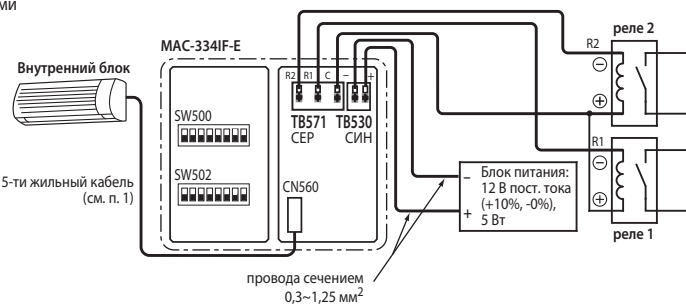 ми
MAC-334IF-E
Внутренний блок
5-ти жильный кабель
(см. п. 1)
SW500
SW502
R2 R1 C – +
TB571 TB530
СЕР СИН
CN560
провода сечением
0,3~1,25 мм²
– Блок питания:
12 В пост. тока
(+10%, -0%),
+ 5 Вт
реле 2
R2
–
+
R1
–
+
реле 1